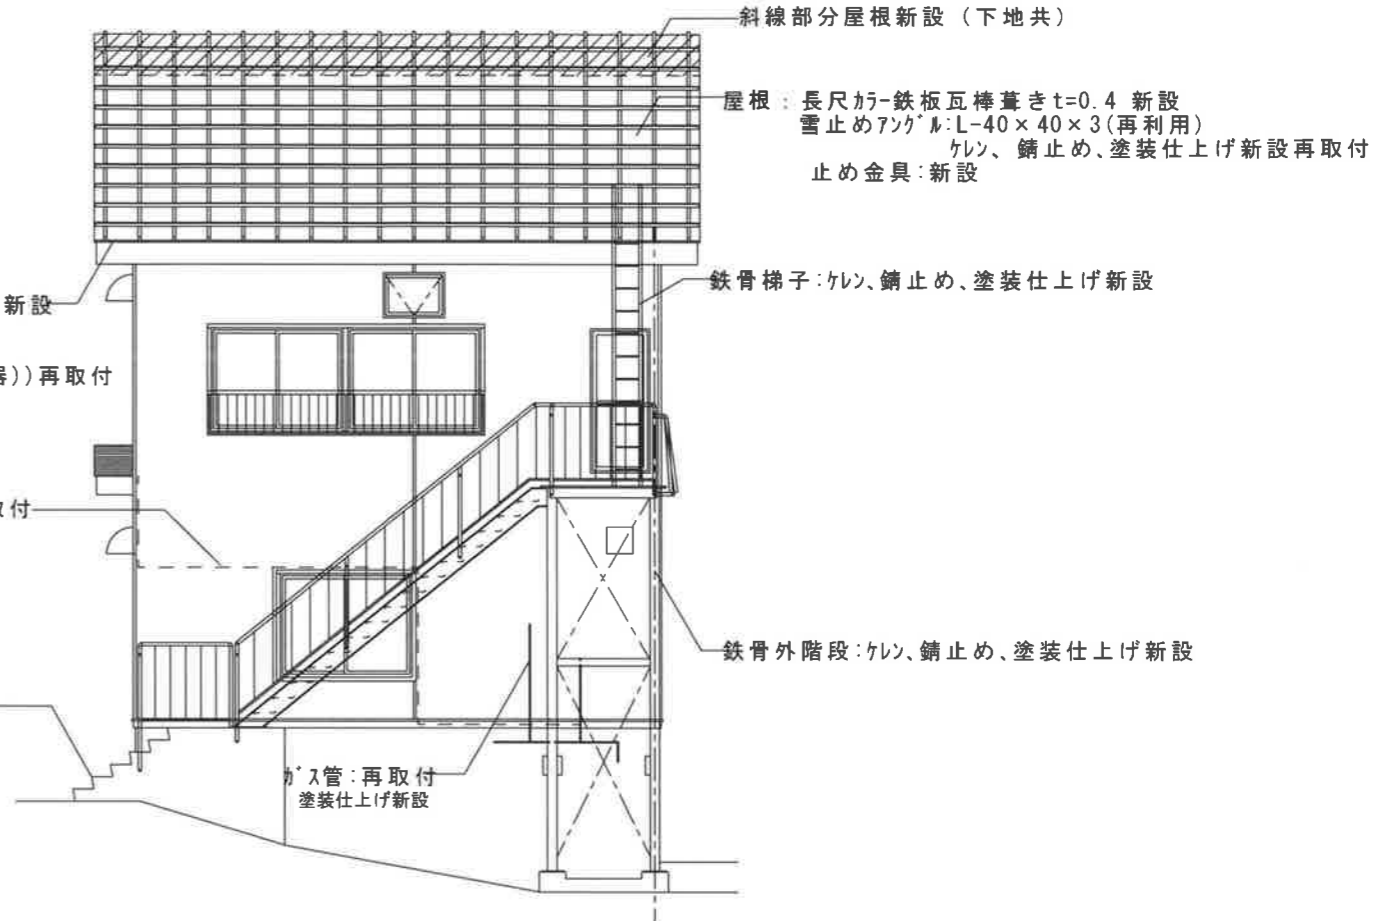 斜線部分屋根新設 (下地共)
屋根: 長尺ｶﾗｰ鉄板瓦棒葺きt=0.4 新設
雪止めｱﾝｸﾞﾙ:L-40×40×3(再利用)
ｹﾚﾝ、錆止め、塗装仕上げ新設再取付
止め金具:新設
鉄骨梯子:ｹﾚﾝ、錆止め、塗装仕上げ新設
新設
器))再取付
取付
鉄骨外階段:ｹﾚﾝ、錆止め、塗装仕上げ新設
ｶﾞｽ管:再取付
塗装仕上げ新設